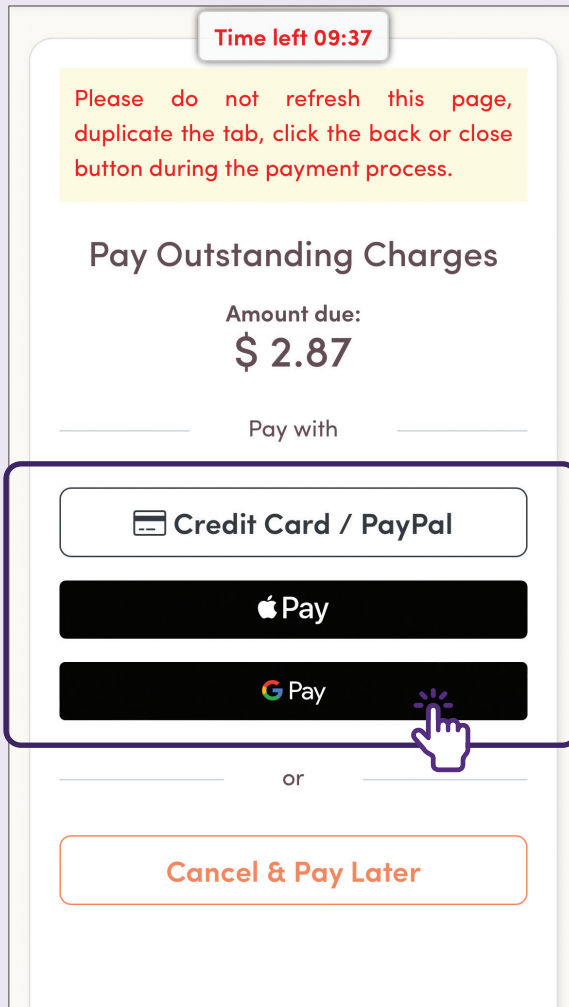 Time left 09:37
Please do not refresh this page,
duplicate the tab, click the back or close
button during the payment process.
Pay Outstanding Charges
Amount due:
$ 2.87
Pay with
Credit Card / PayPal
Pay
G Pay
or
Cancel & Pay Later